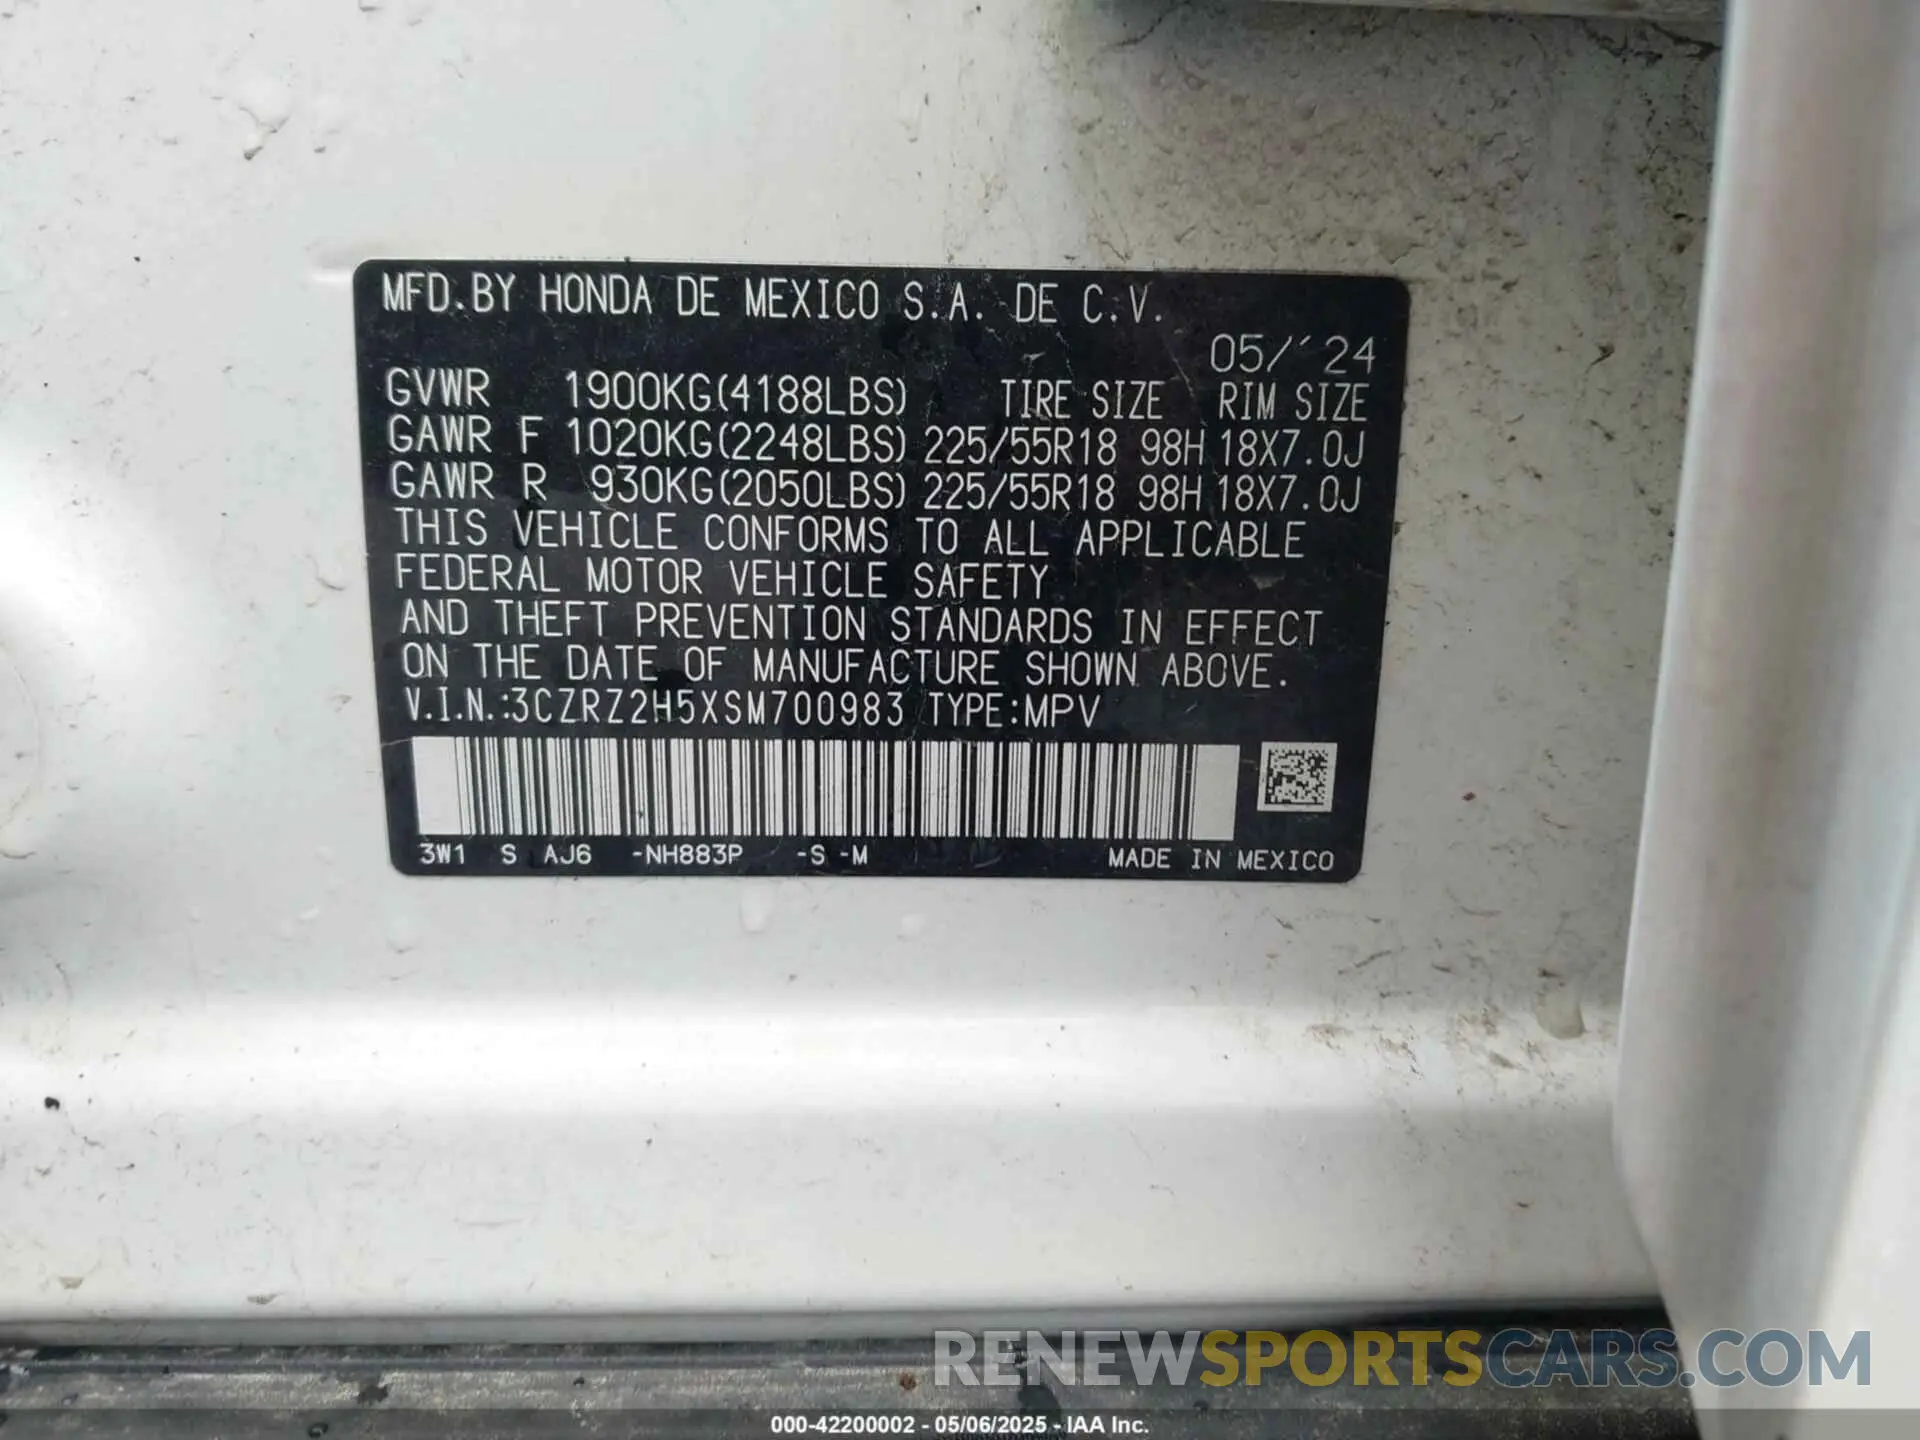 MFD.BY HONDA DE MEXICO S.A. DE C.V.
05/´24
GVWR 1900KG(4188LBS) TIRE SIZE RIM SIZE
GAWR F 1020KG(2248LBS) 225/55R18 98H 18X7.0J
GAWR R 930KG(2050LBS) 225/55R18 98H 18X7.0J
THIS VEHICLE CONFORMS TO ALL APPLICABLE
FEDERAL MOTOR VEHICLE SAFETY
AND THEFT PREVENTION STANDARDS IN EFFECT
ON THE DATE OF MANUFACTURE SHOWN ABOVE.
V.I.N.:3CZRZ2H5XSM700983 TYPE:MPV
3W1 S AJ6 -NH883P -S -M MADE IN MEXICO
RENEWSPORTSCARS.COM
000-42200002 - 05/06/2025 - IAA Inc.